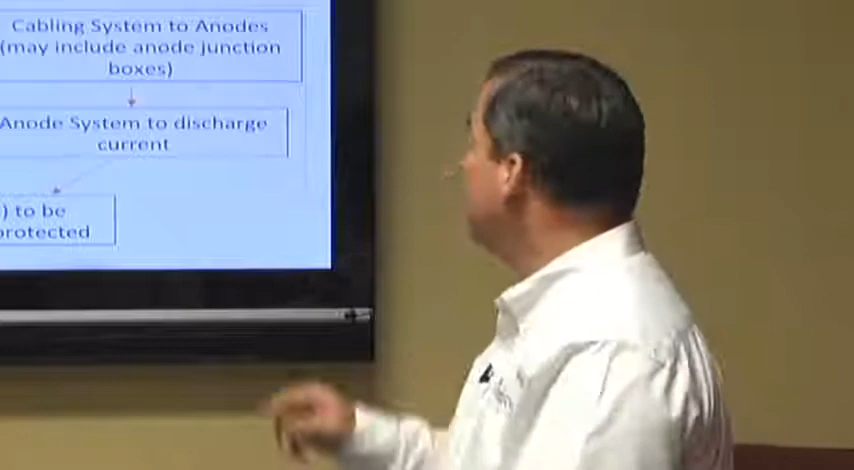 Cabling System to Anodes
(may include anode junction
boxes)
Anode System to discharge
current
) to be
protected